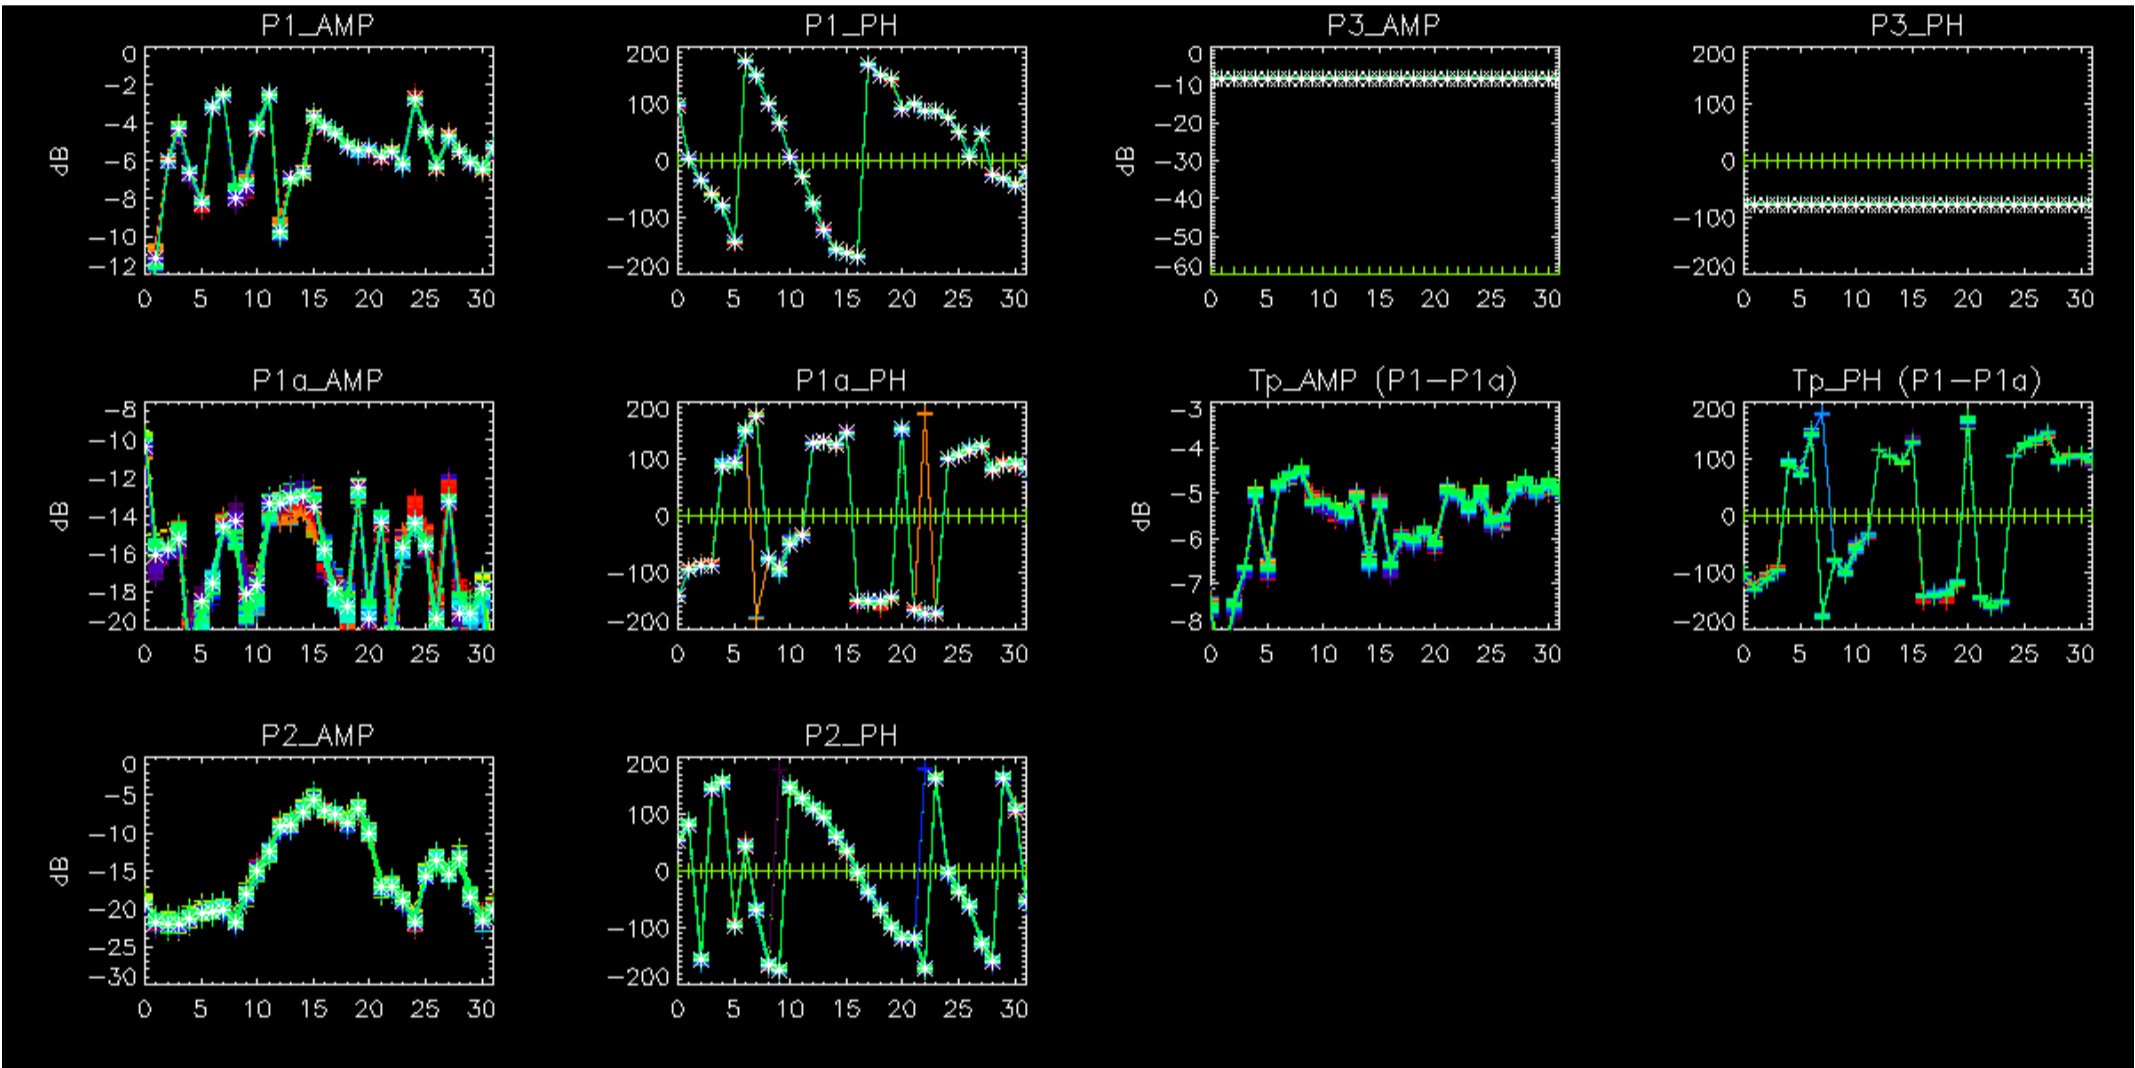 P1_AMP
P1_PH
P3_AMP
P3_PH
0
-2
-4
-6
-8
-10
-12
dB
0 5 10 15 20 25 30
200
100
0
-100
-200
0 5 10 15 20 25 30
0
-10
-20
-30
-40
-50
-60
dB
0 5 10 15 20 25 30
200
100
0
-100
-200
0 5 10 15 20 25 30
P1a_AMP
P1a_PH
Tp_AMP (P1-P1a)
Tp_PH (P1-P1a)
-8
-10
-12
-14
-16
-18
-20
dB
0 5 10 15 20 25 30
200
100
0
-100
-200
0 5 10 15 20 25 30
-3
-4
-5
-6
-7
-8
dB
0 5 10 15 20 25 30
200
100
0
-100
-200
0 5 10 15 20 25 30
P2_AMP
P2_PH
0
-5
-10
-15
-20
-25
-30
dB
0 5 10 15 20 25 30
200
100
0
-100
-200
0 5 10 15 20 25 30